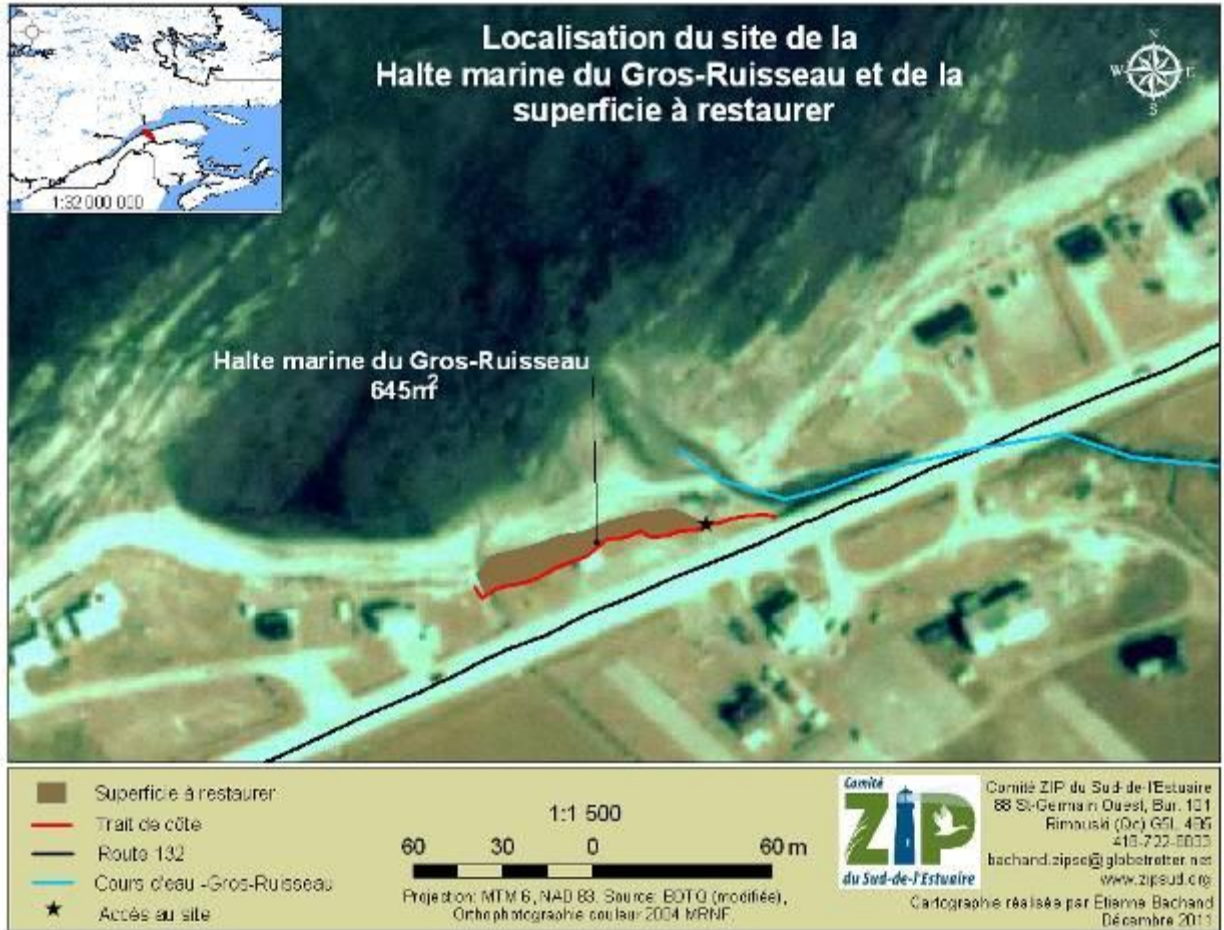 Localisation du site de la
Halte marine du Gros-Ruisseau et de la
superficie à restaurer
N
W E
S
1:32 000 000
Halte marine du Gros-Ruisseau
645m²
Superficie à restaurer
Trait de côte
Route 132
Cours d'eau -Gros-Ruisseau
Accès au site
1:1 500
60 30 0 60 m
Projection: MTM 6, NAD 83. Source: BDTQ (modifiée),
Orthophotographie couleur 2004 MRNF.
Comité
ZIP
du Sud-de-l'Estuaire
Comité ZIP du Sud-de-l'Estuaire
88 St-Germain Ouest, Bur. 101
Rimouski (Qc) G5L 4B5
bachand.zipse@globetrotter.net
www.zipsud.org
Cartographie réalisée par Étienne Bachand
Décembre 2011